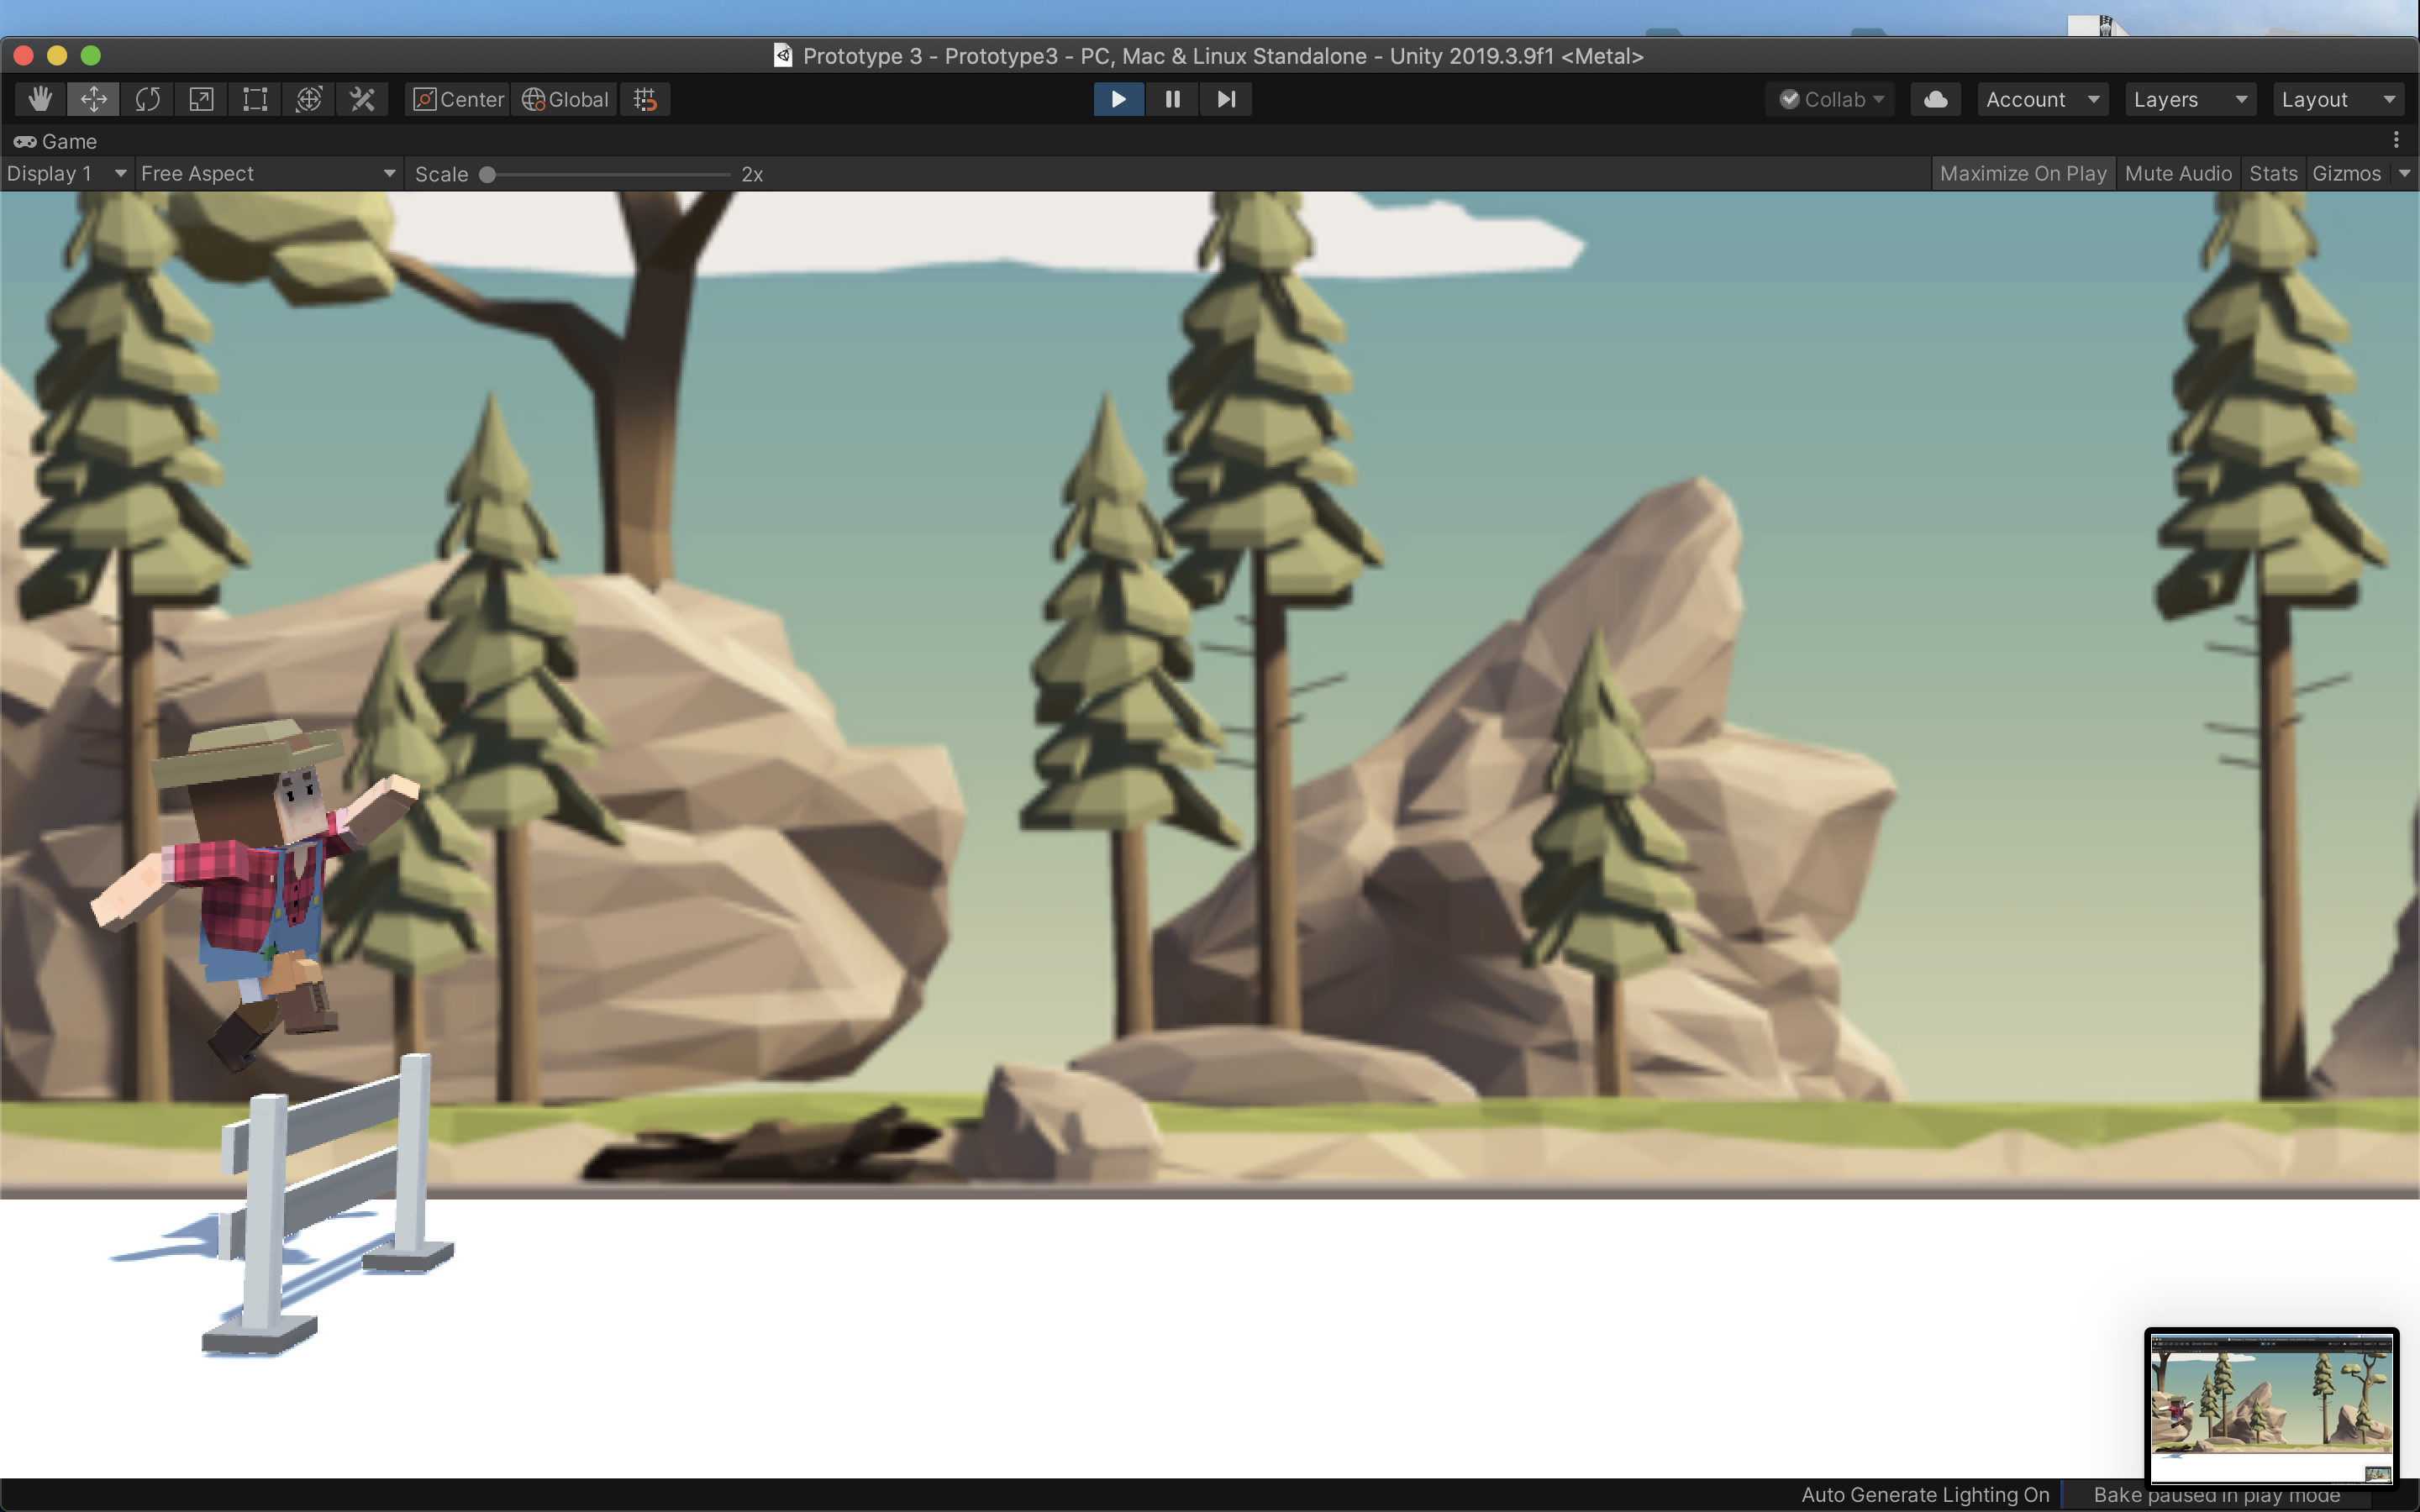 Prototype 3 - Prototype3 - PC, Mac & Linux Standalone - Unity 2019.3.9f1 <Metal>
Center Global Collab Account Layers Layout
Game
Display 1 Free Aspect Scale 2x Maximize On Play Mute Audio Stats Gizmos
Auto Generate Lighting On Bake paused in play mode